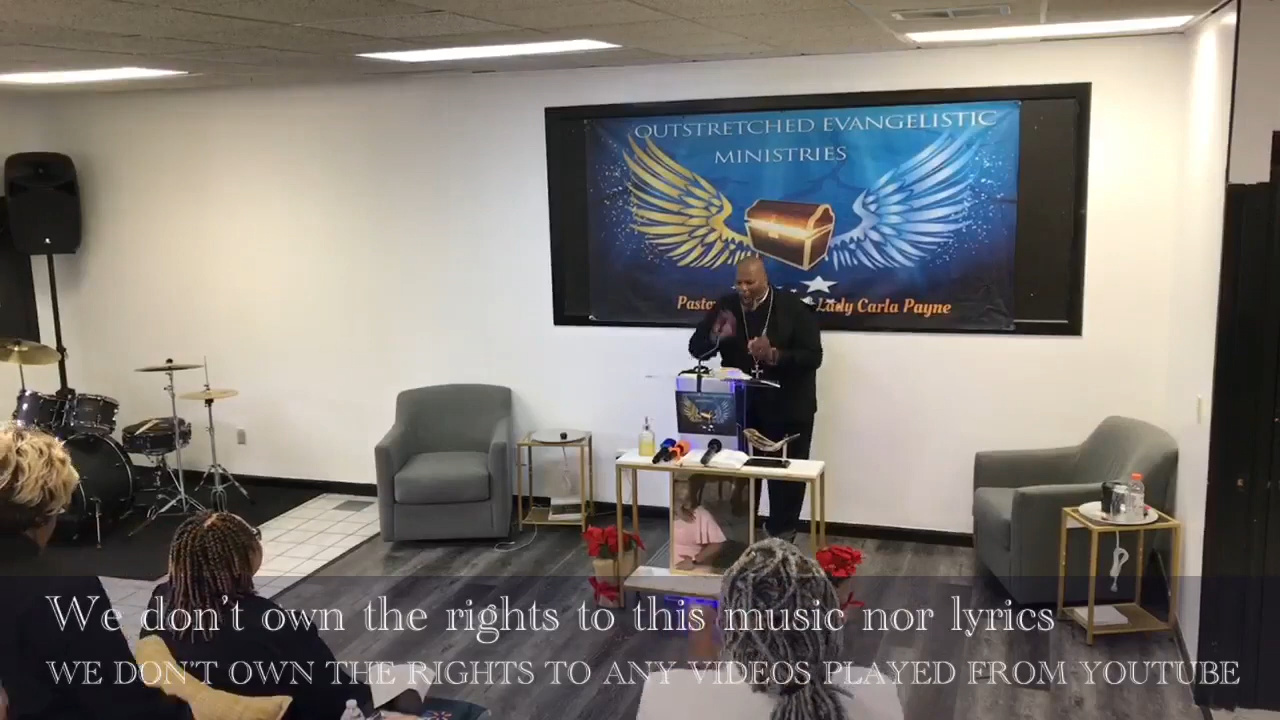 OUTSTRETCHED EVANGELISTIC
MINISTRIES
Lady Carla Payne
We don't own the rights to this music nor lyrics
WE DON'T OWN THE RIGHTS TO ANY VIDEOS PLAYED FROM YOUTUBE